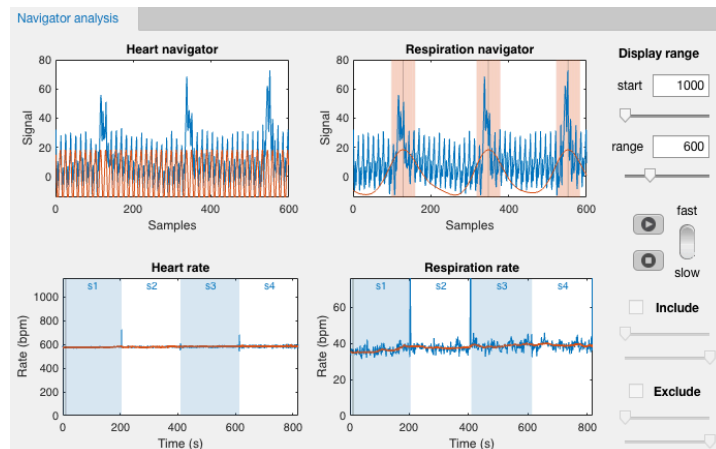 Navigator analysis
Heart navigator
80
60
40
20
0
Signal
0 200 400 600
Samples
Respiration navigator
80
60
40
20
0
Signal
0 200 400 600
Samples
Display range
start 1000
range 600
fast
slow
Include
Exclude
Heart rate
s1 s2 s3 s4
1000
800
600
400
200
0
Rate (bpm)
0 200 400 600 800
Time (s)
Respiration rate
s1 s2 s3 s4
60
40
20
0
Rate (bpm)
0 200 400 600 800
Time (s)